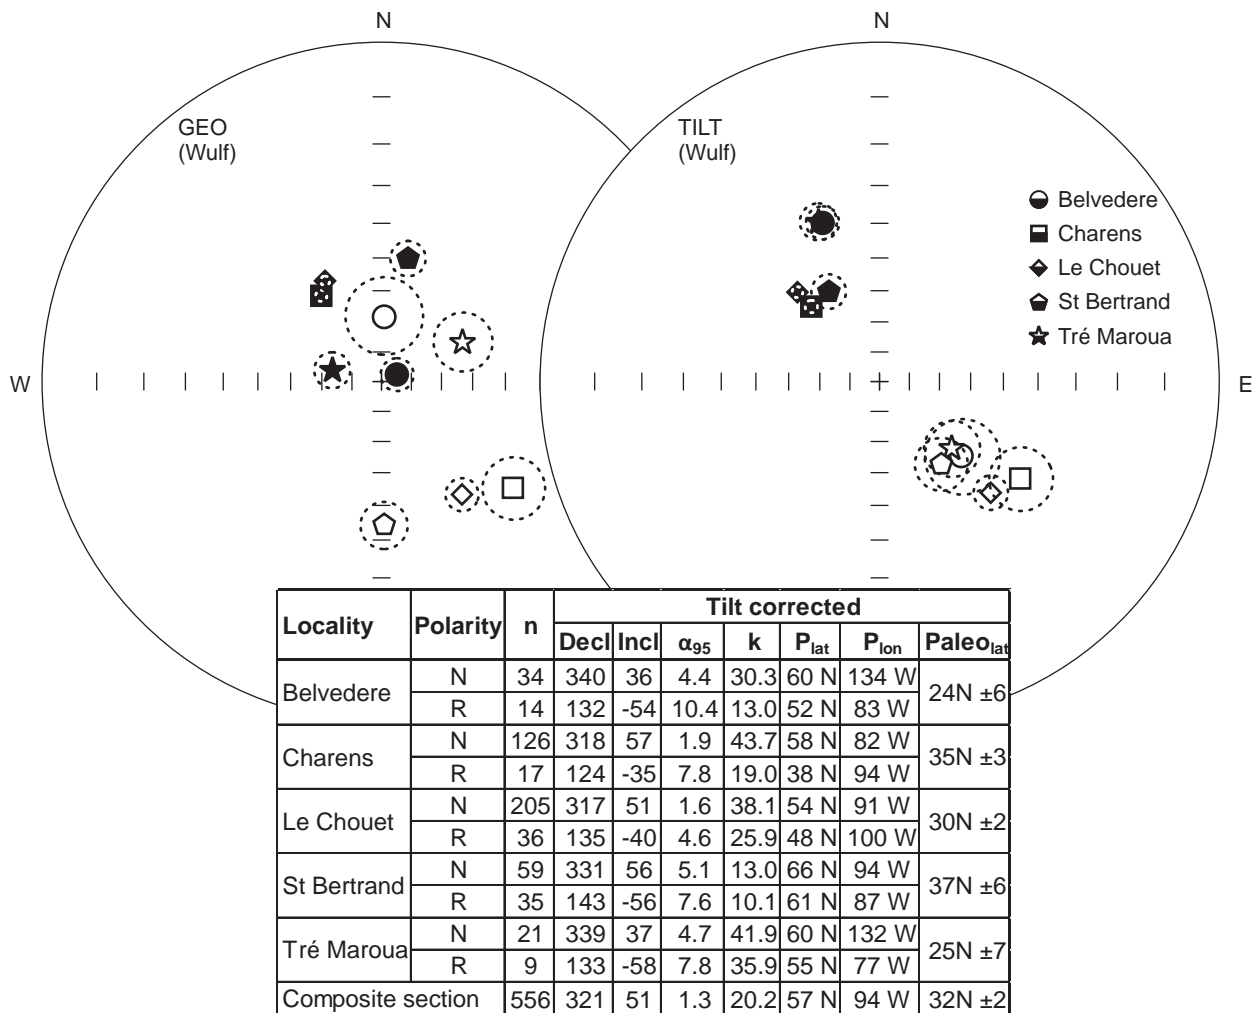 N
N
GEO
(Wulf)
TILT
(Wulf)
Belvedere
Charens
Le Chouet
St Bertrand
Tré Maroua
W
E
Locality Polarity n Tilt corrected
Decl Incl α95 k Plat Plon Paleolat
Belvedere N 34 340 36 4.4 30.3 60 N 134 W 24N ±6
R 14 132 -54 10.4 13.0 52 N 83 W
Charens N 126 318 57 1.9 43.7 58 N 82 W 35N ±3
R 17 124 -35 7.8 19.0 38 N 94 W
Le Chouet N 205 317 51 1.6 38.1 54 N 91 W 30N ±2
R 36 135 -40 4.6 25.9 48 N 100 W
St Bertrand N 59 331 56 5.1 13.0 66 N 94 W 37N ±6
R 35 143 -56 7.6 10.1 61 N 87 W
Tré Maroua N 21 339 37 4.7 41.9 60 N 132 W 25N ±7
R 9 133 -58 7.8 35.9 55 N 77 W
Composite section 556 321 51 1.3 20.2 57 N 94 W 32N ±2